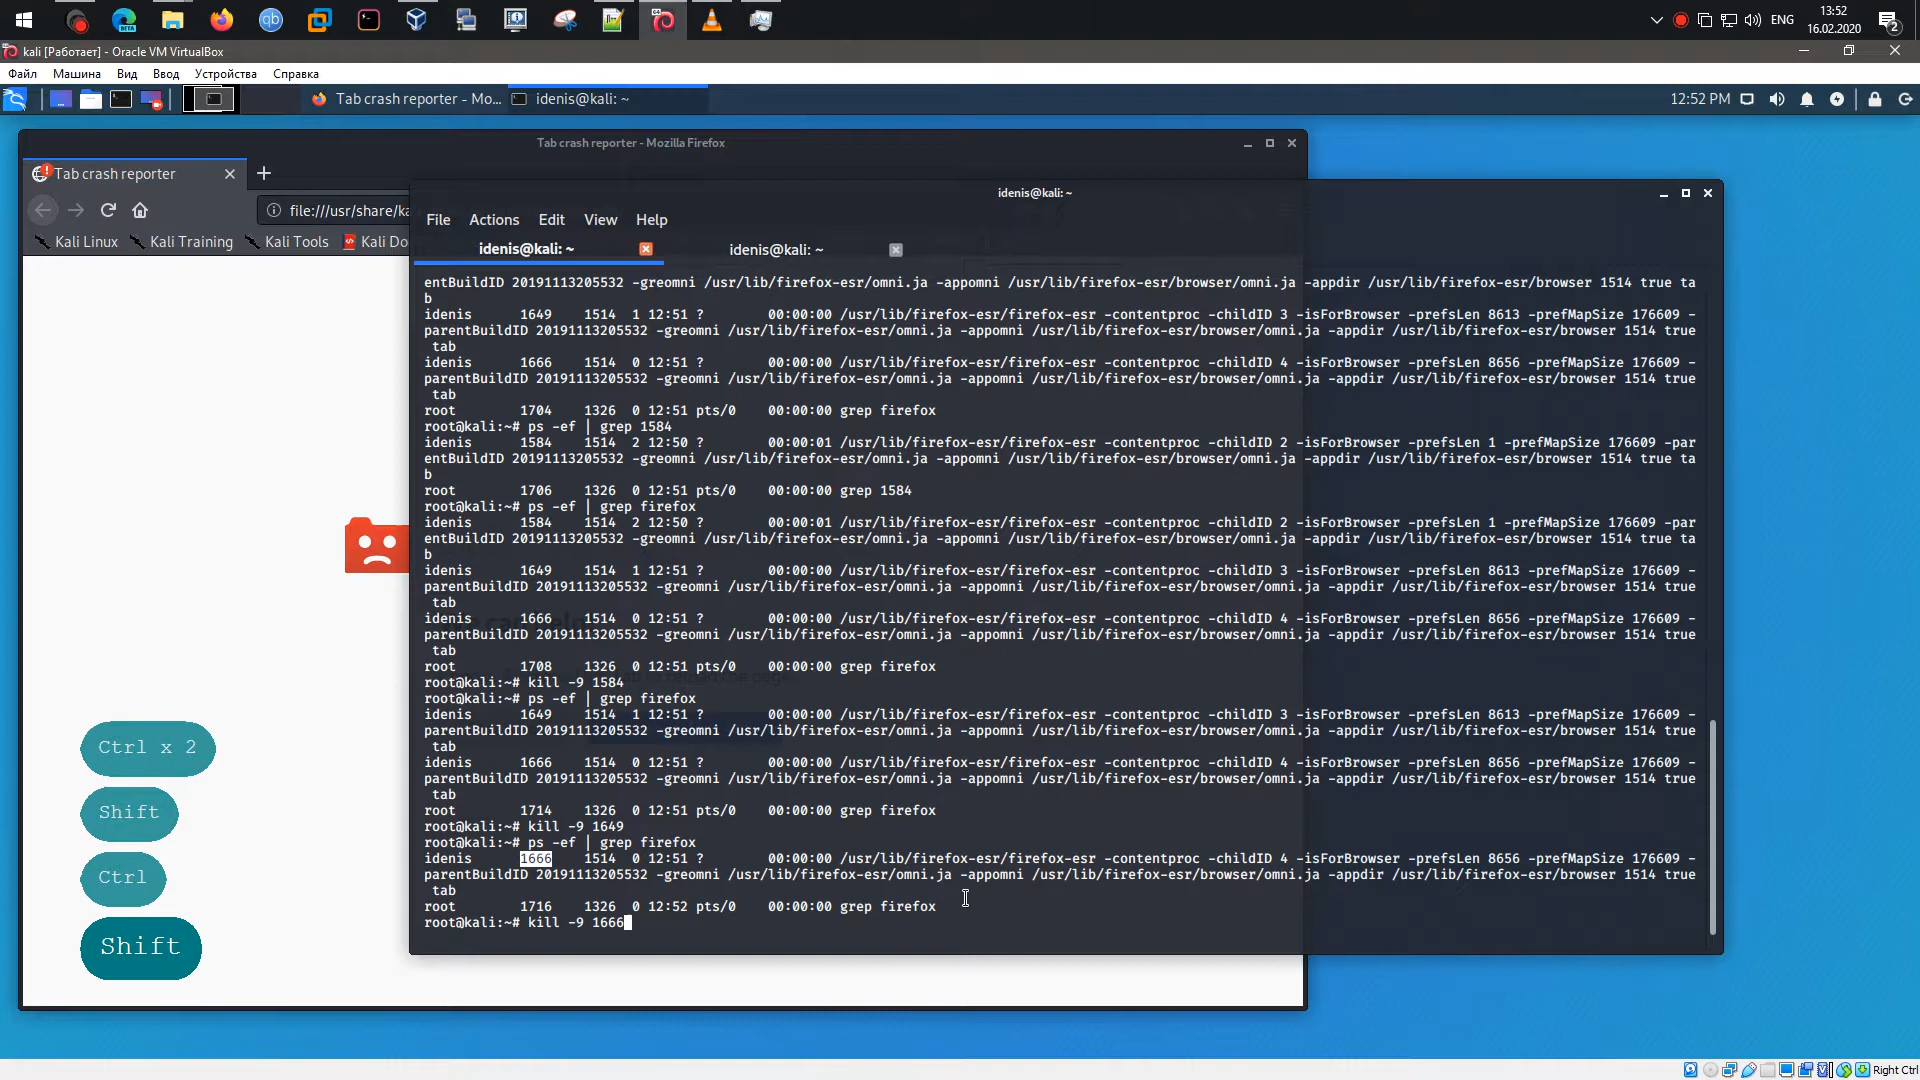 ENG
13:52
16.02.2020
2
kali [Работает] - Oracle VM VirtualBox
Файл Машина Вид Ввод Устройства Справка
Tab crash reporter - Mo...
idenis@kali: ~
12:52 PM
Tab crash reporter - Mozilla Firefox
Tab crash reporter
file:///usr/share/ka
Kali Linux Kali Training Kali Tools Kali Do
idenis@kali: ~
File Actions Edit View Help
idenis@kali: ~ idenis@kali: ~
entBuildID 20191113205532 -greomni /usr/lib/firefox-esr/omni.ja -appomni /usr/lib/firefox-esr/browser/omni.ja -appdir /usr/lib/firefox-esr/browser 1514 true ta
b
idenis 1649 1514 1 12:51 ? 00:00:00 /usr/lib/firefox-esr/firefox-esr -contentproc -childID 3 -isForBrowser -prefsLen 8613 -prefMapSize 176609 -
parentBuildID 20191113205532 -greomni /usr/lib/firefox-esr/omni.ja -appomni /usr/lib/firefox-esr/browser/omni.ja -appdir /usr/lib/firefox-esr/browser 1514 true
tab
idenis 1666 1514 0 12:51 ? 00:00:00 /usr/lib/firefox-esr/firefox-esr -contentproc -childID 4 -isForBrowser -prefsLen 8656 -prefMapSize 176609 -
parentBuildID 20191113205532 -greomni /usr/lib/firefox-esr/omni.ja -appomni /usr/lib/firefox-esr/browser/omni.ja -appdir /usr/lib/firefox-esr/browser 1514 true
tab
root 1704 1326 0 12:51 pts/0 00:00:00 grep firefox
root@kali:~# ps -ef | grep 1584
idenis 1584 1514 2 12:50 ? 00:00:01 /usr/lib/firefox-esr/firefox-esr -contentproc -childID 2 -isForBrowser -prefsLen 1 -prefMapSize 176609 -par
entBuildID 20191113205532 -greomni /usr/lib/firefox-esr/omni.ja -appomni /usr/lib/firefox-esr/browser/omni.ja -appdir /usr/lib/firefox-esr/browser 1514 true ta
b
root 1706 1326 0 12:51 pts/0 00:00:00 grep 1584
root@kali:~# ps -ef | grep firefox
idenis 1584 1514 2 12:50 ? 00:00:01 /usr/lib/firefox-esr/firefox-esr -contentproc -childID 2 -isForBrowser -prefsLen 1 -prefMapSize 176609 -par
entBuildID 20191113205532 -greomni /usr/lib/firefox-esr/omni.ja -appomni /usr/lib/firefox-esr/browser/omni.ja -appdir /usr/lib/firefox-esr/browser 1514 true ta
b
idenis 1649 1514 1 12:51 ? 00:00:00 /usr/lib/firefox-esr/firefox-esr -contentproc -childID 3 -isForBrowser -prefsLen 8613 -prefMapSize 176609 -
parentBuildID 20191113205532 -greomni /usr/lib/firefox-esr/omni.ja -appomni /usr/lib/firefox-esr/browser/omni.ja -appdir /usr/lib/firefox-esr/browser 1514 true
tab
idenis 1666 1514 0 12:51 ? 00:00:00 /usr/lib/firefox-esr/firefox-esr -contentproc -childID 4 -isForBrowser -prefsLen 8656 -prefMapSize 176609 -
parentBuildID 20191113205532 -greomni /usr/lib/firefox-esr/omni.ja -appomni /usr/lib/firefox-esr/browser/omni.ja -appdir /usr/lib/firefox-esr/browser 1514 true
tab
root 1708 1326 0 12:51 pts/0 00:00:00 grep firefox
root@kali:~# kill -9 1584
root@kali:~# ps -ef | grep firefox
idenis 1649 1514 1 12:51 ? 00:00:00 /usr/lib/firefox-esr/firefox-esr -contentproc -childID 3 -isForBrowser -prefsLen 8613 -prefMapSize 176609 -
parentBuildID 20191113205532 -greomni /usr/lib/firefox-esr/omni.ja -appomni /usr/lib/firefox-esr/browser/omni.ja -appdir /usr/lib/firefox-esr/browser 1514 true
tab
idenis 1666 1514 0 12:51 ? 00:00:00 /usr/lib/firefox-esr/firefox-esr -contentproc -childID 4 -isForBrowser -prefsLen 8656 -prefMapSize 176609 -
parentBuildID 20191113205532 -greomni /usr/lib/firefox-esr/omni.ja -appomni /usr/lib/firefox-esr/browser/omni.ja -appdir /usr/lib/firefox-esr/browser 1514 true
tab
root 1714 1326 0 12:51 pts/0 00:00:00 grep firefox
root@kali:~# kill -9 1649
root@kali:~# ps -ef | grep firefox
idenis 1666 1514 0 12:51 ? 00:00:00 /usr/lib/firefox-esr/firefox-esr -contentproc -childID 4 -isForBrowser -prefsLen 8656 -prefMapSize 176609 -
parentBuildID 20191113205532 -greomni /usr/lib/firefox-esr/omni.ja -appomni /usr/lib/firefox-esr/browser/omni.ja -appdir /usr/lib/firefox-esr/browser 1514 true
tab
root 1716 1326 0 12:52 pts/0 00:00:00 grep firefox
root@kali:~# kill -9 1666
Ctrl x 2
Shift
Ctrl
Shift
Right Ctrl